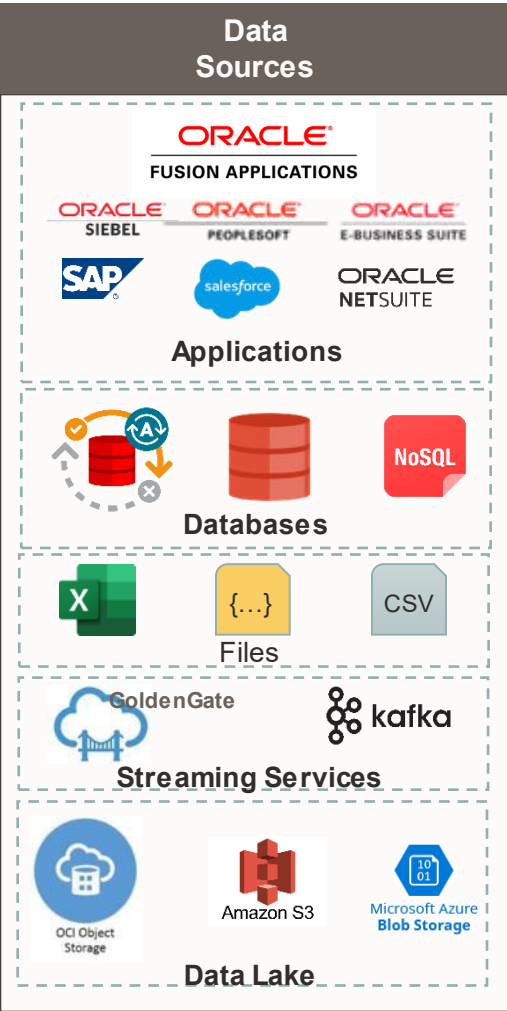 Data
Sources
ORACLE
FUSION APPLICATIONS
ORACLE ORACLE ORACLE
SIEBEL PEOPLESOFT E-BUSINESS SUITE
SAP salesforce ORACLE
NETSUITE
Applications
A
NoSQL
Databases
X {...} CSV
Files
GoldenGate
kafka
Streaming Services
10
01
OCI Object
Storage
Amazon S3
Microsoft Azure
Blob Storage
Data Lake